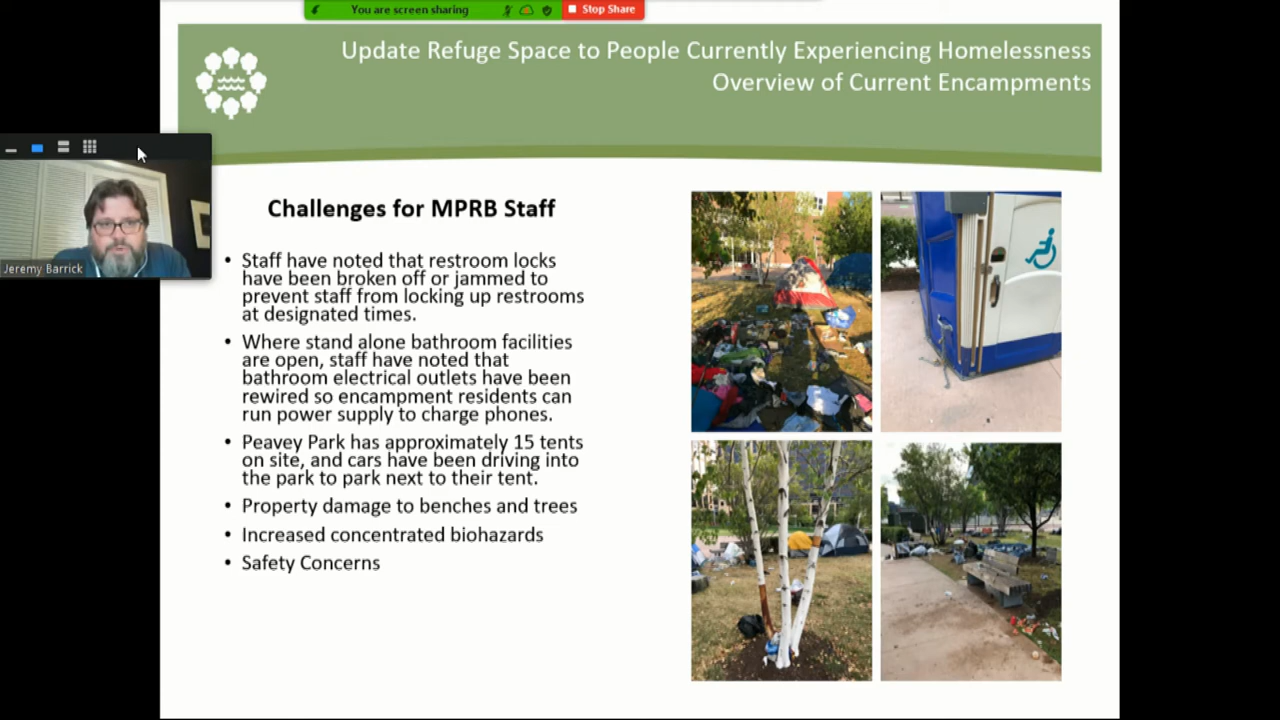 You are screen sharing
Stop Share
Update Refuge Space to People Currently Experiencing Homelessness
Overview of Current Encampments
Jeremy Barrick
Challenges for MPRB Staff
• Staff have noted that restroom locks
have been broken off or jammed to
prevent staff from locking up restrooms
at designated times.
• Where stand alone bathroom facilities
are open, staff have noted that
bathroom electrical outlets have been
rewired so encampment residents can
run power supply to charge phones.
• Peavey Park has approximately 15 tents
on site, and cars have been driving into
the park to park next to their tent.
• Property damage to benches and trees
• Increased concentrated biohazards
• Safety Concerns